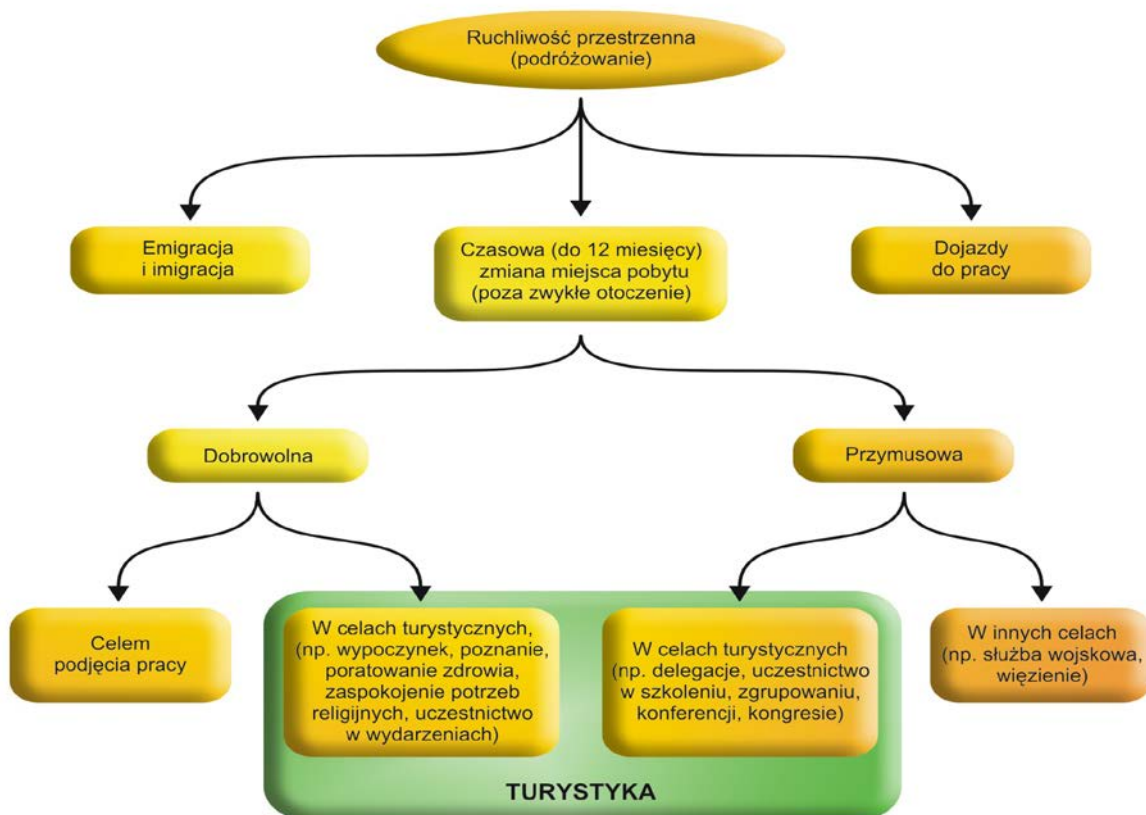 Ruchliwość przestrzenna
(podróżowanie)
Emigracja
i imigracja
Czasowa (do 12 miesięcy)
zmiana miejsca pobytu
(poza zwykłe otoczenie)
Dojazdy
do pracy
Dobrowolna
Przymusowa
Celem
podjęcia pracy
W celach turystycznych,
(np. wypoczynek, poznanie,
poratowanie zdrowia,
zaspokojenie potrzeb
religijnych, uczestnictwo
w wydarzeniach)
W celach turystycznych
(np. delegacje, uczestnictwo
w szkoleniu, zgrupowaniu,
konferencji, kongresie)
W innych celach
(np. służba wojskowa,
więzienie)
TURYSTYKA